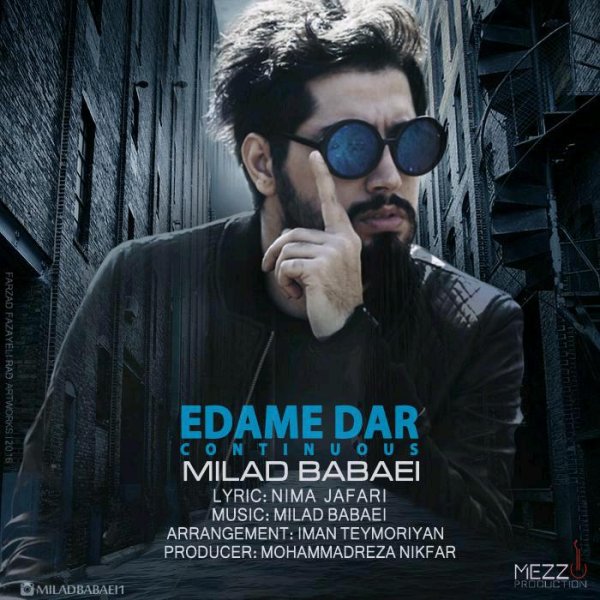 EDAME DAR
CONTINUOUS
MILAD BABAEI
LYRIC: NIMA JAFARI
MUSIC: MILAD BABAEI
ARRANGEMENT: IMAN TEYMORIYAN
PRODUCER: MOHAMMADREZA NIKFAR
FARZAD FAZAYELI RAD ARTWORKS | 2016
MILADBABAEI1
MEZZO
PRODUCTION